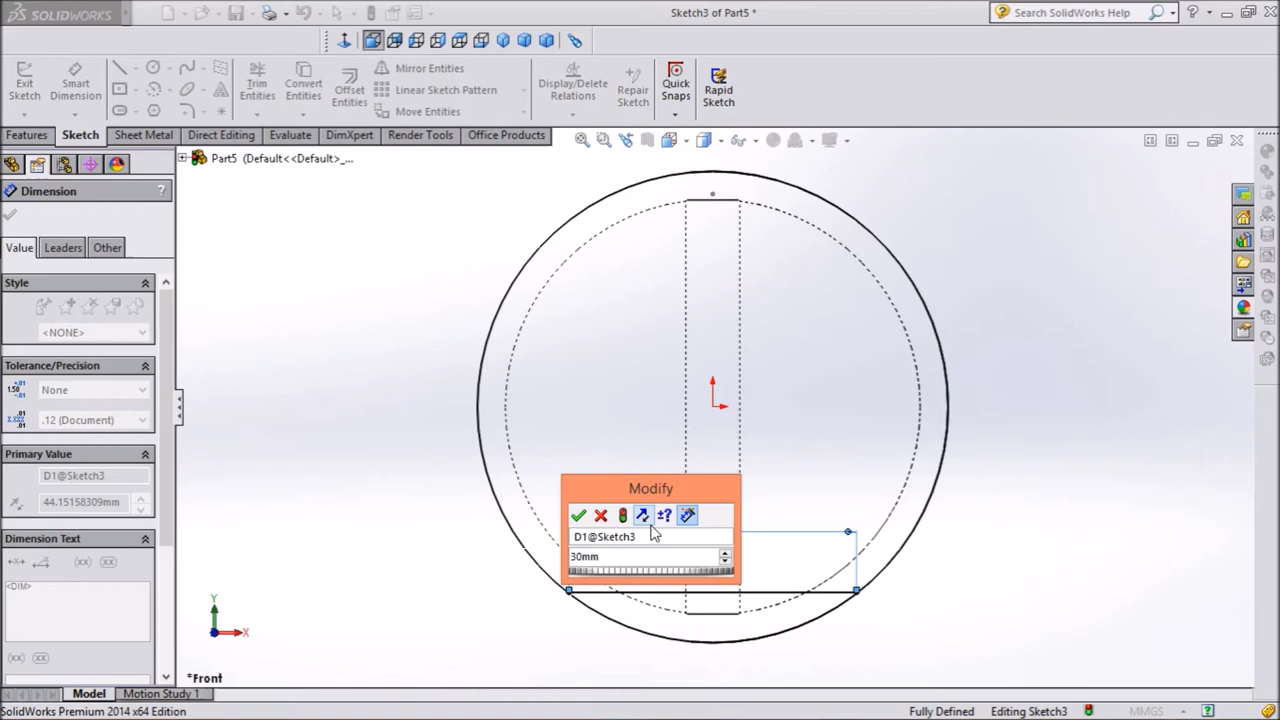 SOLIDWORKS
Sketch3 of Part5 *
Search SolidWorks Help
Exit Sketch
Smart Dimension
Trim Entities
Convert Entities
Offset Entities
Mirror Entities
Linear Sketch Pattern
Move Entities
Display/Delete Relations
Repair Sketch
Quick Snaps
Rapid Sketch
Features
Sketch
Sheet Metal
Direct Editing
Evaluate
DimXpert
Render Tools
Office Products
Part5 (Default<<Default>_...
Dimension
?
Value
Leaders
Other
Style
<NONE>
Tolerance/Precision
None
.12 (Document)
Primary Value
D1@Sketch3
44.15158309mm
Dimension Text
<DIM>
Modify
D1@Sketch3
30mm
Y
X
*Front
Model
Motion Study 1
SolidWorks Premium 2014 x64 Edition
Fully Defined
Editing Sketch3
MMGS